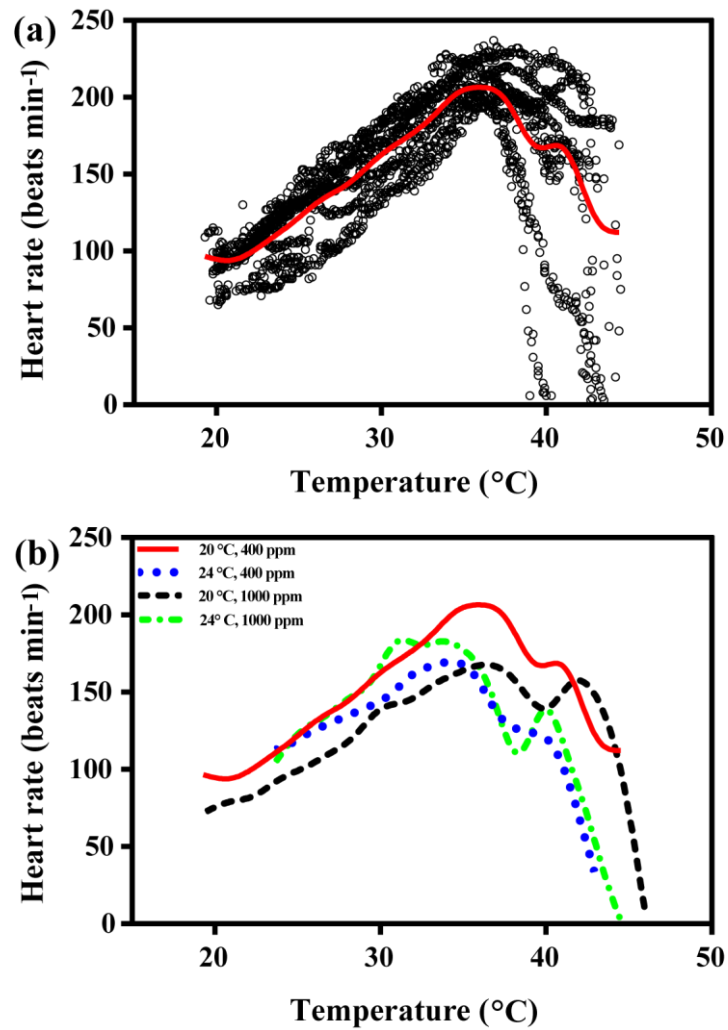 (a)
250
200
150
100
50
0
Heart rate (beats min-1)
20 30 40 50
Temperature (°C)
(b)
250
200
150
100
50
0
Heart rate (beats min-1)
20 °C, 400 ppm
24 °C, 400 ppm
20 °C, 1000 ppm
24° C, 1000 ppm
20 30 40 50
Temperature (°C)